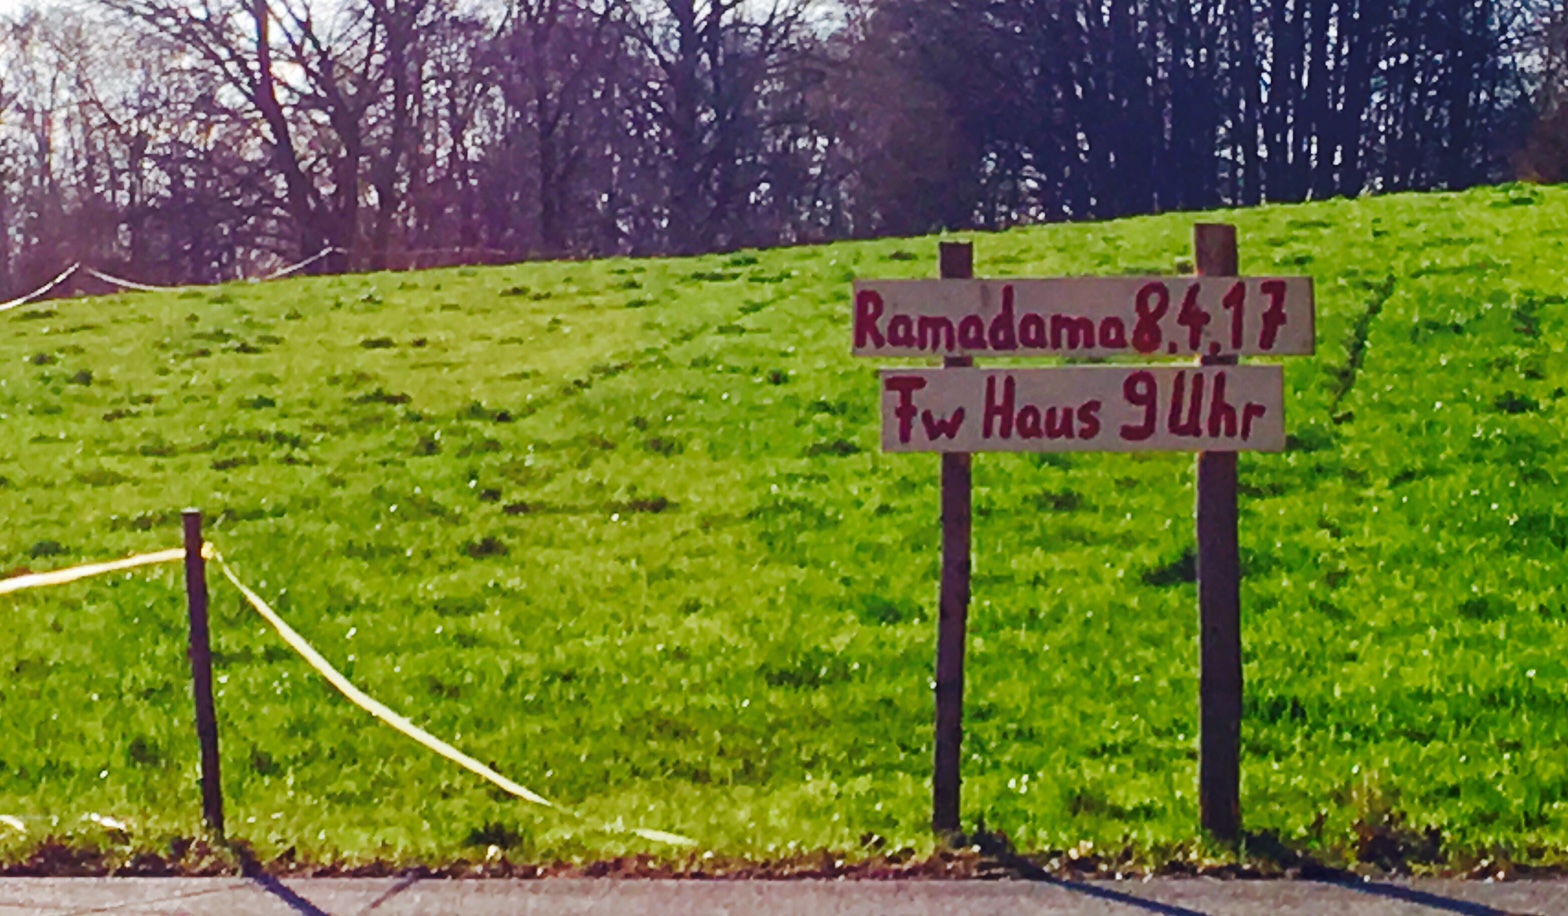 Ramadama 8.4.17
Fw Haus 9 Uhr